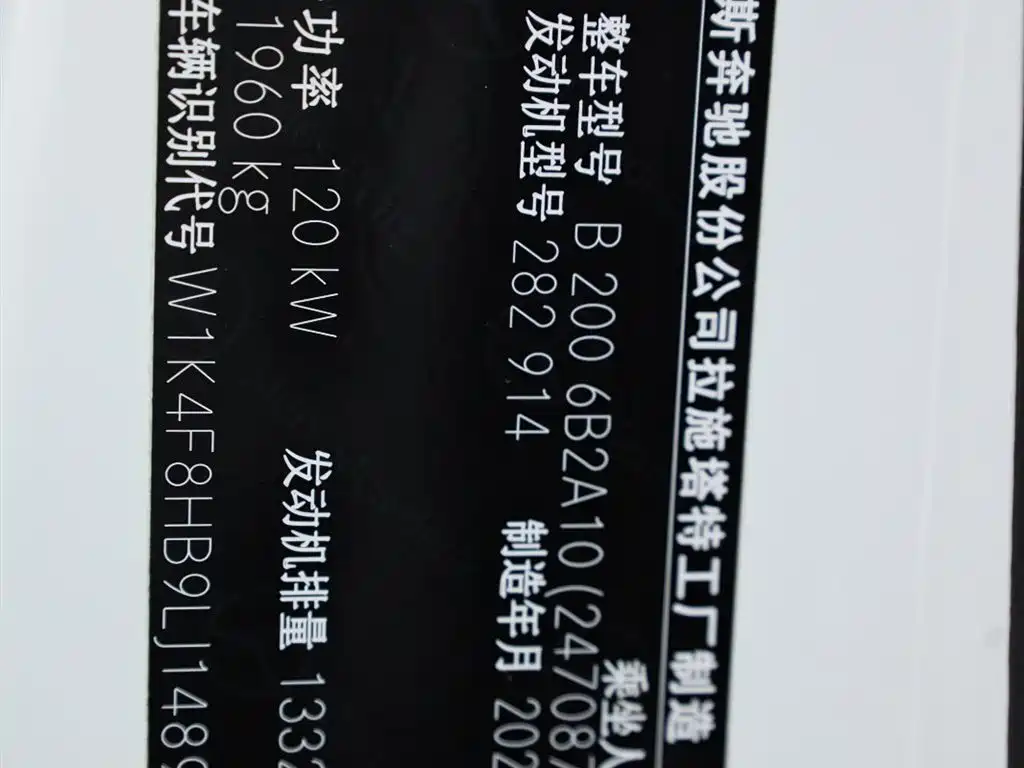 斯奔驰股份公司拉施塔特工厂制造
整车型号 B 200 6B2A10(247087 乘坐人
发动机型号 282 914 制造年月 202
功率 120 kW 发动机排量 1332
1960 kg
车辆识别代号 W1K4F8HB9LJ148